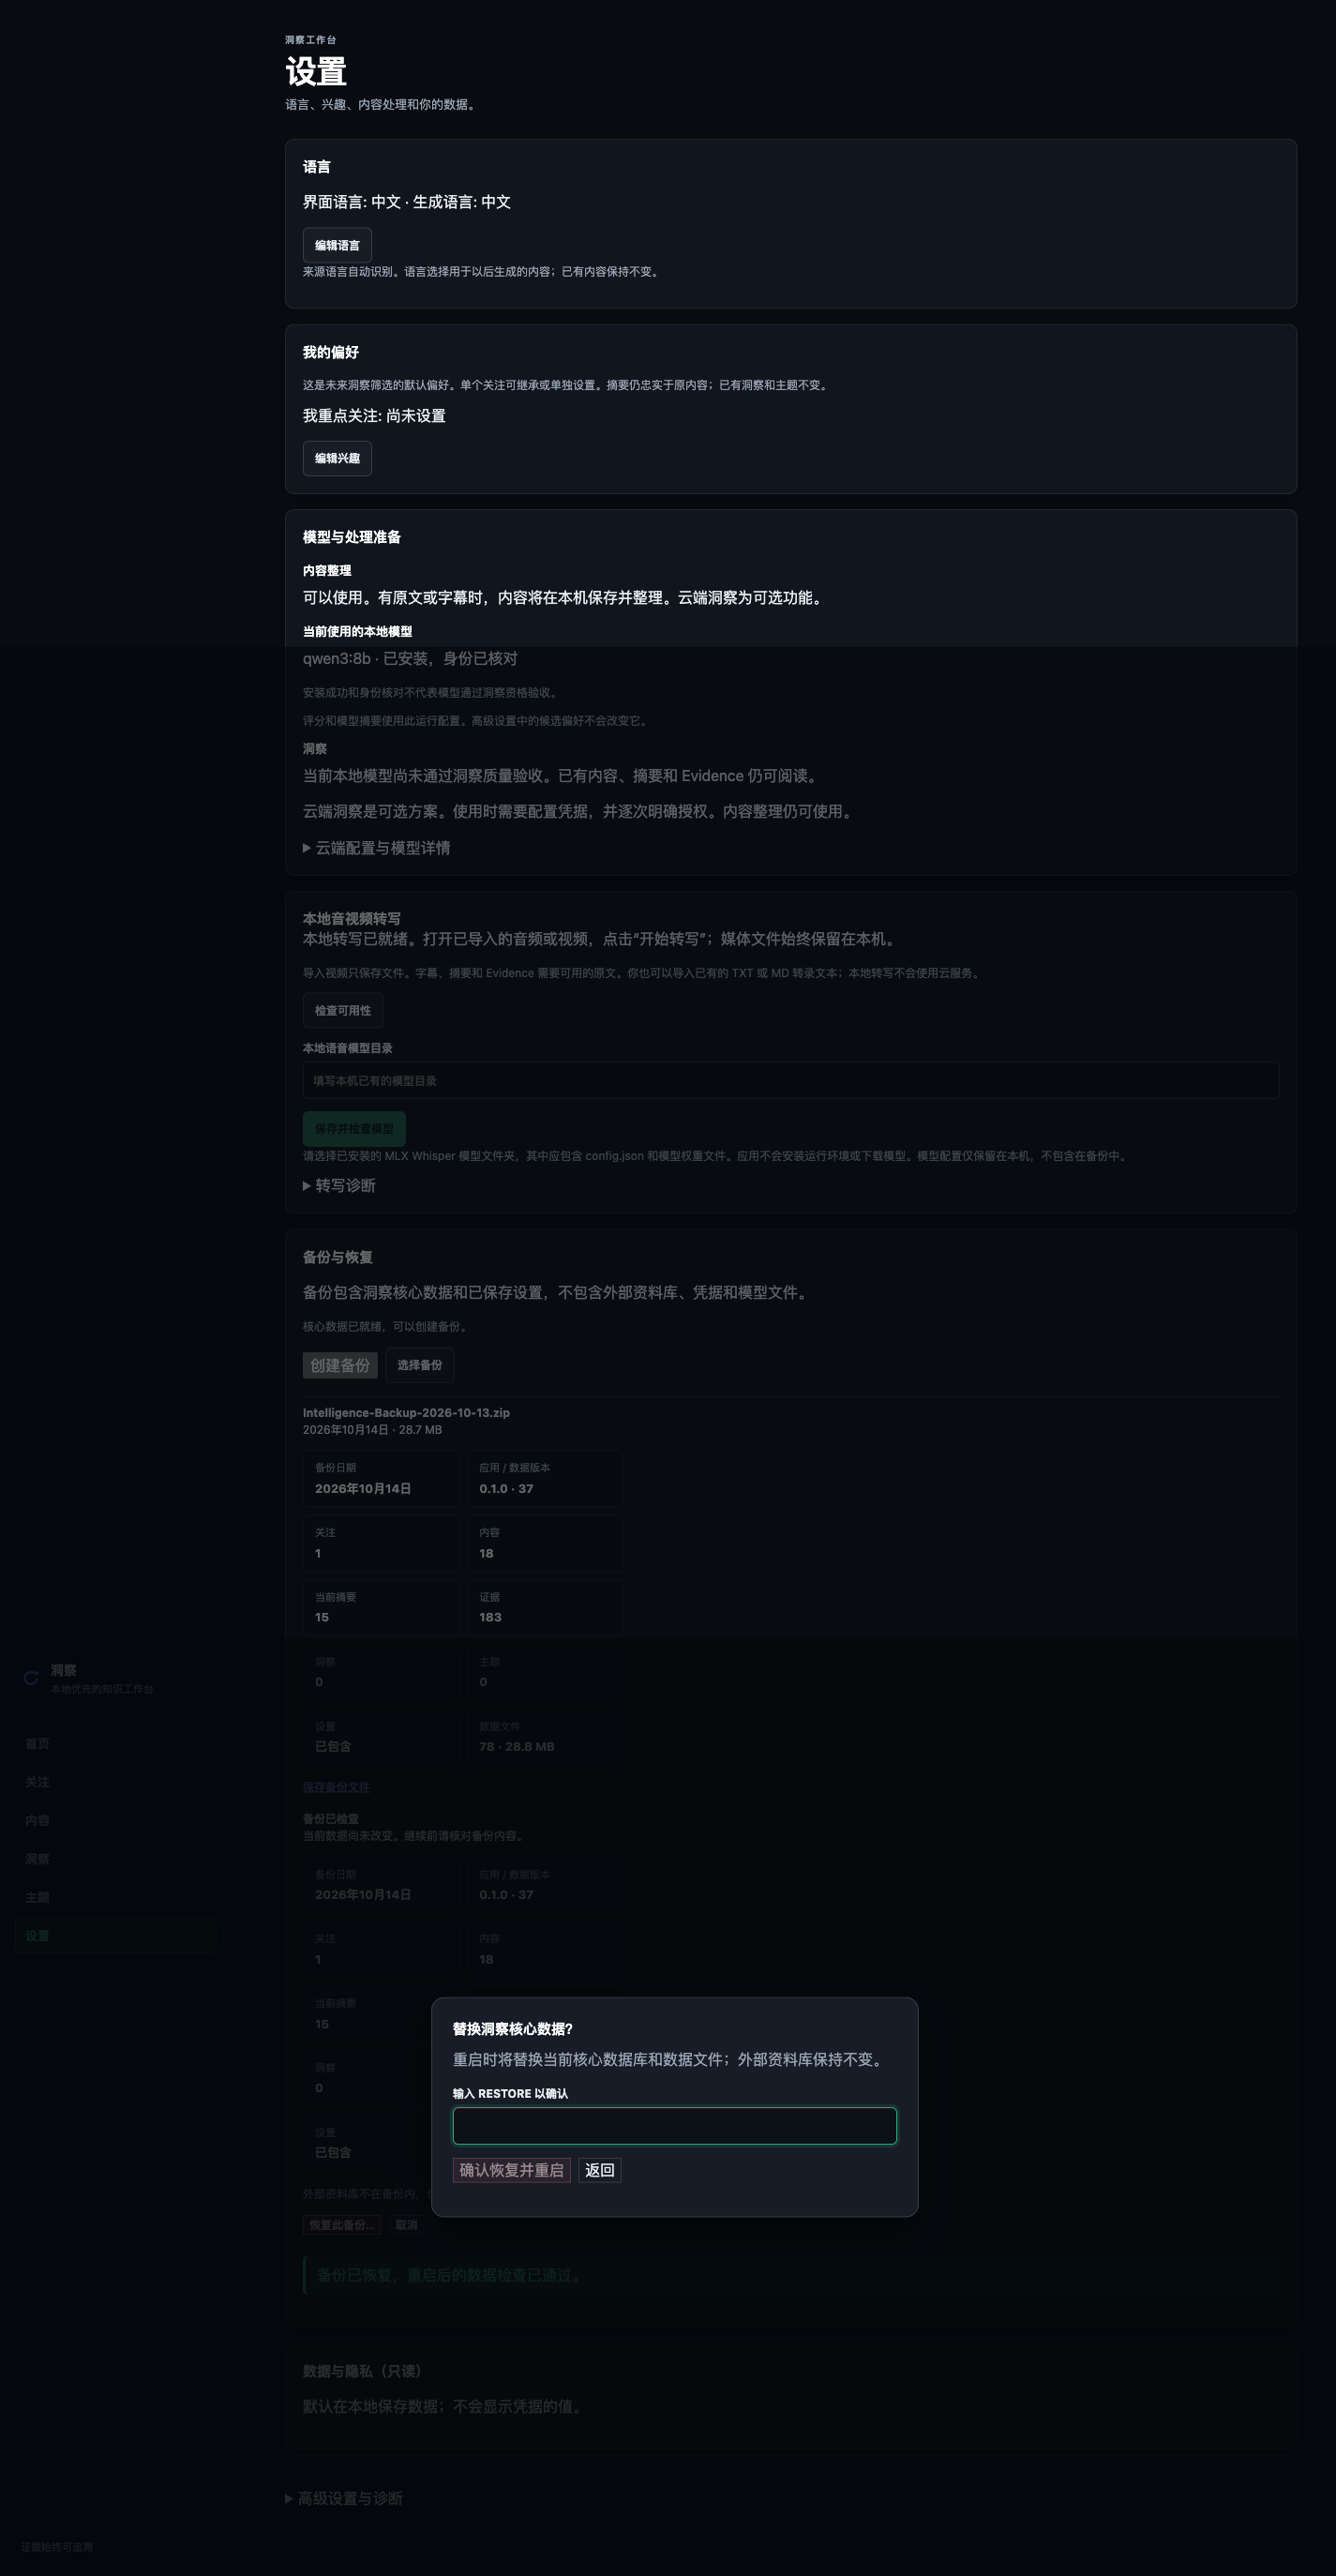 洞察工作台
设置
语言、兴趣、内容处理和你的数据。
语言
界面语言: 中文 · 生成语言: 中文
编辑语言
来源语言自动识别。语言选择用于以后生成的内容；已有内容保持不变。
我的偏好
这是未来洞察筛选的默认偏好。单个关注可继承或单独设置。摘要仍忠实于原内容；已有洞察和主题不变。
我重点关注: 尚未设置
编辑兴趣
模型与处理准备
内容整理
可以使用。有原文或字幕时，内容将在本机保存并整理。云端洞察为可选功能。
当前使用的本地模型
qwen3:8b · 已安装，身份已核对
安装成功和身份核对不代表模型通过洞察资格验收。
评分和模型摘要使用此运行配置。高级设置中的候选偏好不会改变它。
洞察
当前本地模型尚未通过洞察质量验收。已有内容、摘要和 Evidence 仍可阅读。
云端洞察是可选方案。使用时需要配置凭据，并逐次明确授权。内容整理仍可使用。
▶ 云端配置与模型详情
本地音视频转写
本地转写已就绪。打开已导入的音频或视频，点击“开始转写”；媒体文件始终保留在本机。
导入视频只保存文件。字幕、摘要和 Evidence 需要可用的原文。你也可以导入已有的 TXT 或 MD 转录文本；本地转写不会使用云服务。
检查可用性
本地语音模型目录
填写本机已有的模型目录
保存并检查模型
请选择已安装的 MLX Whisper 模型文件夹，其中应包含 config.json 和模型权重文件。应用不会安装运行环境或下载模型。模型配置仅保留在本机，不包含在备份中。
▶ 转写诊断
备份与恢复
备份包含洞察核心数据和已保存设置，不包含外部资料库、凭据和模型文件。
核心数据已就绪，可以创建备份。
创建备份 选择备份
Intelligence-Backup-2026-10-13.zip
2026年10月14日 · 28.7 MB
备份日期 应用 / 数据版本
2026年10月14日 0.1.0 · 37
关注 内容
1 18
当前摘要 证据
15 183
洞察 主题
0 0
设置 数据文件
已包含 78 · 28.8 MB
保存备份文件
备份已检查
当前数据尚未改变。继续前请核对备份内容。
备份日期 应用 / 数据版本
2026年10月14日 0.1.0 · 37
关注 内容
1 18
当前摘要
15
洞察
0
设置
已包含
外部资料库不在备份内，
恢复此备份... 取消
备份已恢复，重启后的数据检查已通过。
数据与隐私（只读）
默认在本地保存数据；不会显示凭据的值。
▶ 高级设置与诊断
洞察
本地优先的知识工作台
首页
关注
内容
洞察
主题
设置
证据始终可追溯
替换洞察核心数据?
重启时将替换当前核心数据库和数据文件；外部资料库保持不变。
输入 RESTORE 以确认
确认恢复并重启 返回